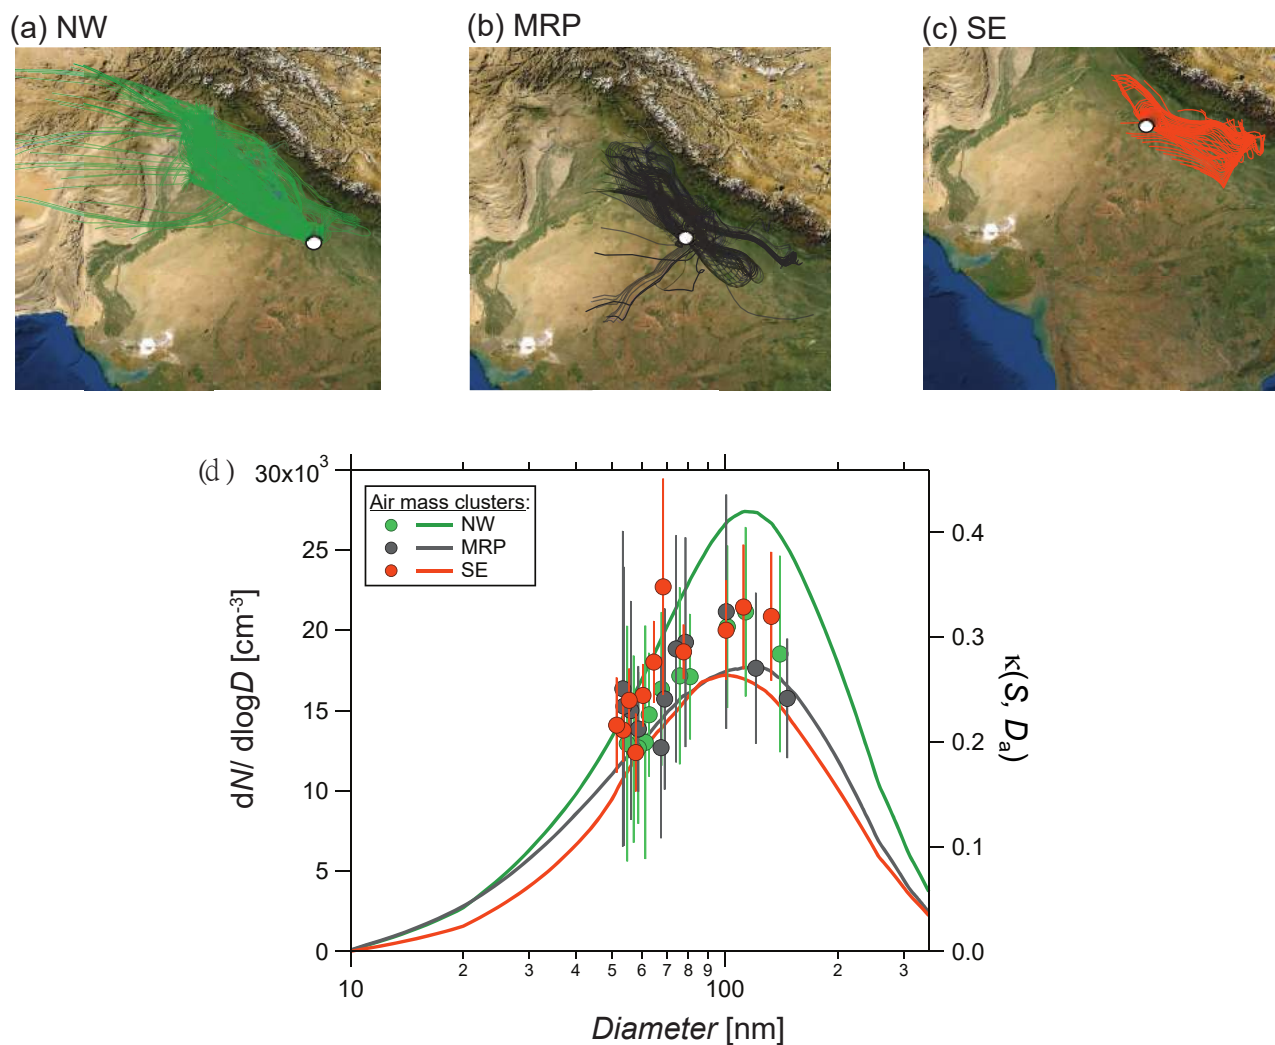 (a) NW
(b) MRP
(c) SE
(d)
30x10³
25
20
15
10
5
0
dN/ dlogD [cm⁻³]
Air mass clusters:
NW
MRP
SE
0.4
0.3
0.2
0.1
0.0
κ(S, Dₐ)
2 3 4 5 6 7 8 9 2 3
10 100
Diameter [nm]